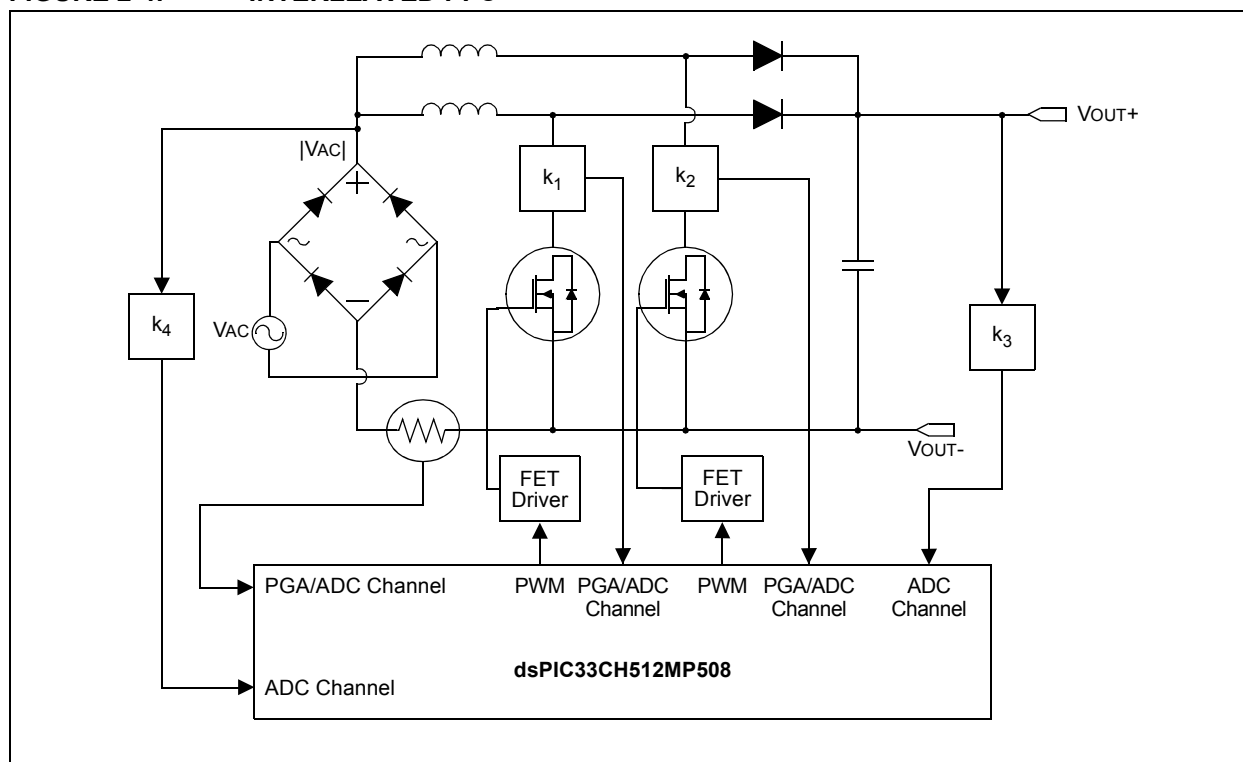 |VAC|
VOUT+
k1
k2
k4
VAC
k3
VOUT-
FET
Driver
FET
Driver
PGA/ADC Channel
PWM
PGA/ADC
Channel
PWM
PGA/ADC
Channel
ADC
Channel
dsPIC33CH512MP508
ADC Channel